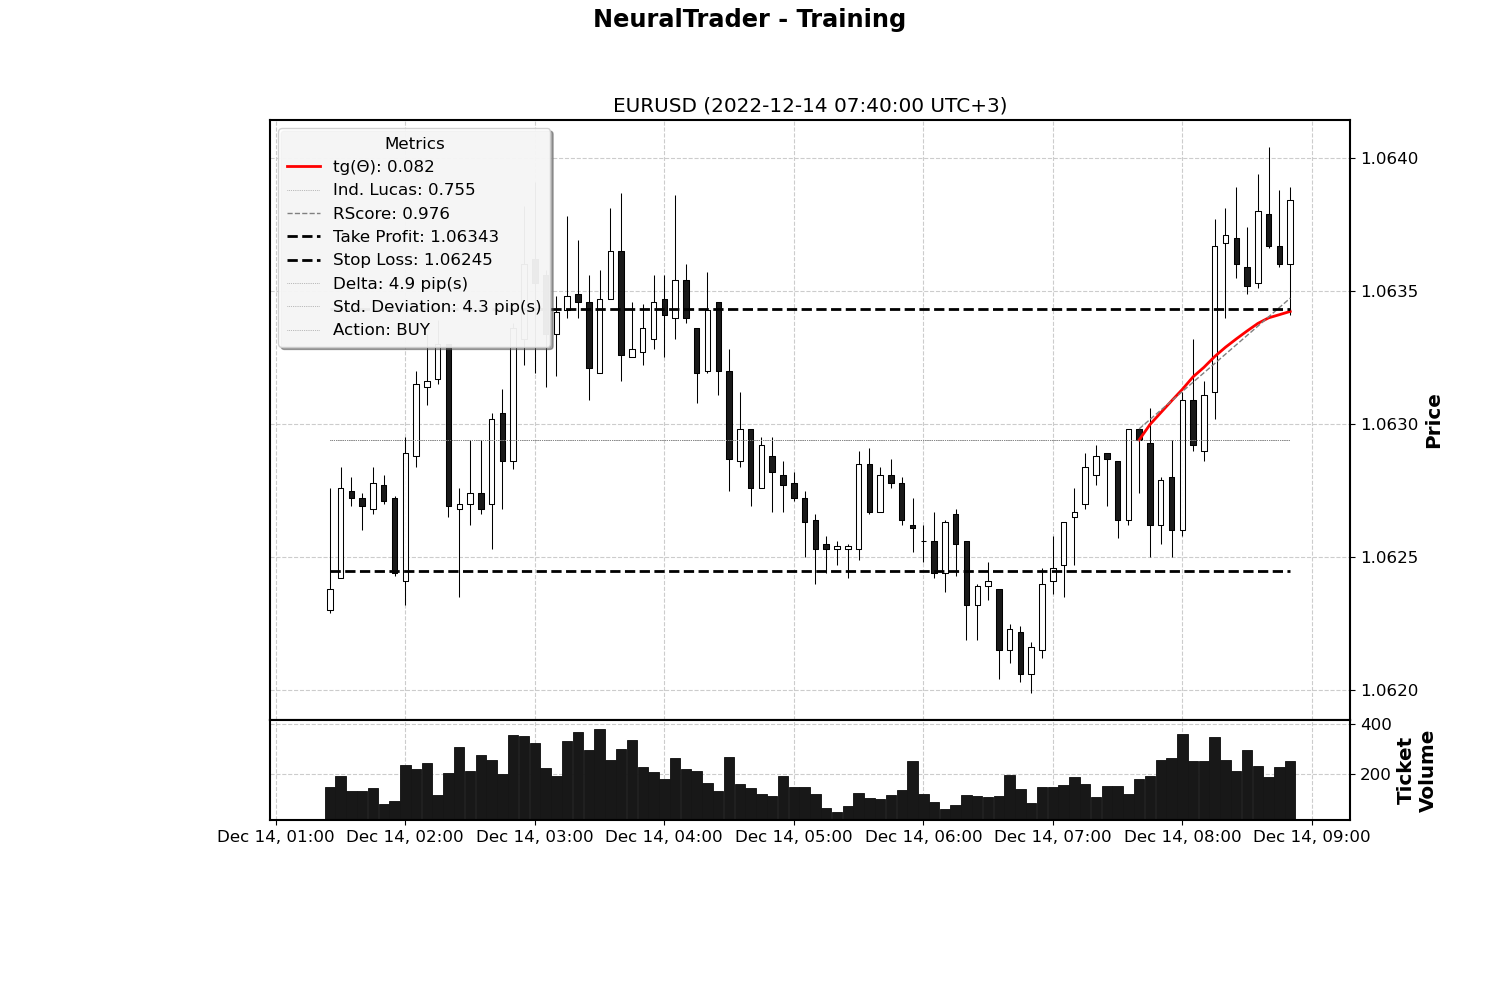 NeuralTrader - Training
EURUSD (2022-12-14 07:40:00 UTC+3)
Metrics
tg(Θ): 0.082
Ind. Lucas: 0.755
RScore: 0.976
Take Profit: 1.06343
Stop Loss: 1.06245
Delta: 4.9 pip(s)
Std. Deviation: 4.3 pip(s)
Action: BUY
1.0640
1.0635
1.0630
1.0625
1.0620
Price
400
200
Ticket
Volume
Dec 14, 01:00 Dec 14, 02:00 Dec 14, 03:00 Dec 14, 04:00 Dec 14, 05:00 Dec 14, 06:00 Dec 14, 07:00 Dec 14, 08:00 Dec 14, 09:00